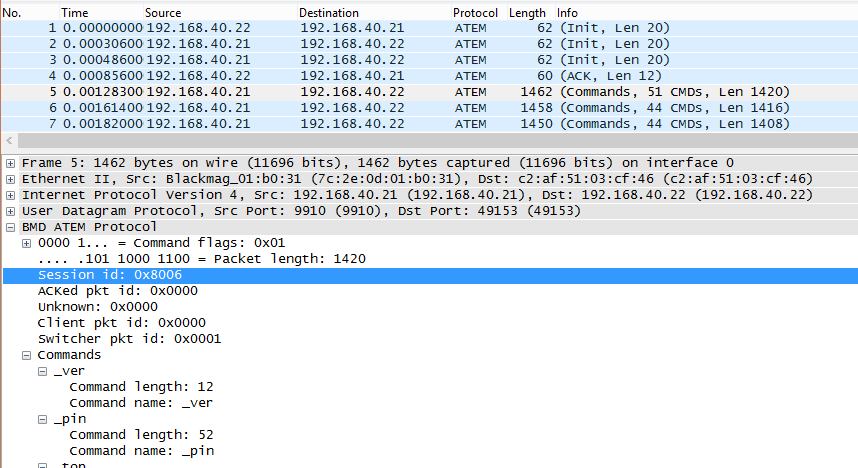 No. Time Source Destination Protocol Length Info
1 0.00000000 192.168.40.22 192.168.40.21 ATEM 62 (Init, Len 20)
2 0.00030600 192.168.40.21 192.168.40.22 ATEM 62 (Init, Len 20)
3 0.00048600 192.168.40.21 192.168.40.22 ATEM 62 (Init, Len 20)
4 0.00085600 192.168.40.22 192.168.40.21 ATEM 60 (ACK, Len 12)
5 0.00128300 192.168.40.21 192.168.40.22 ATEM 1462 (Commands, 51 CMDs, Len 1420)
6 0.00161400 192.168.40.21 192.168.40.22 ATEM 1458 (Commands, 44 CMDs, Len 1416)
7 0.00182000 192.168.40.21 192.168.40.22 ATEM 1450 (Commands, 44 CMDs, Len 1408)
Frame 5: 1462 bytes on wire (11696 bits), 1462 bytes captured (11696 bits) on interface 0
Ethernet II, Src: Blackmag_01:b0:31 (7c:2e:0d:01:b0:31), Dst: c2:af:51:03:cf:46 (c2:af:51:03:cf:46)
Internet Protocol Version 4, Src: 192.168.40.21 (192.168.40.21), Dst: 192.168.40.22 (192.168.40.22)
User Datagram Protocol, Src Port: 9910 (9910), Dst Port: 49153 (49153)
BMD ATEM Protocol
0000 1... = Command flags: 0x01
.... .101 1000 1100 = Packet length: 1420
Session id: 0x8006
ACKed pkt id: 0x0000
Unknown: 0x0000
Client pkt id: 0x0000
Switcher pkt id: 0x0001
Commands
_ver
Command length: 12
Command name: _ver
_pin
Command length: 52
Command name: _pin
_top